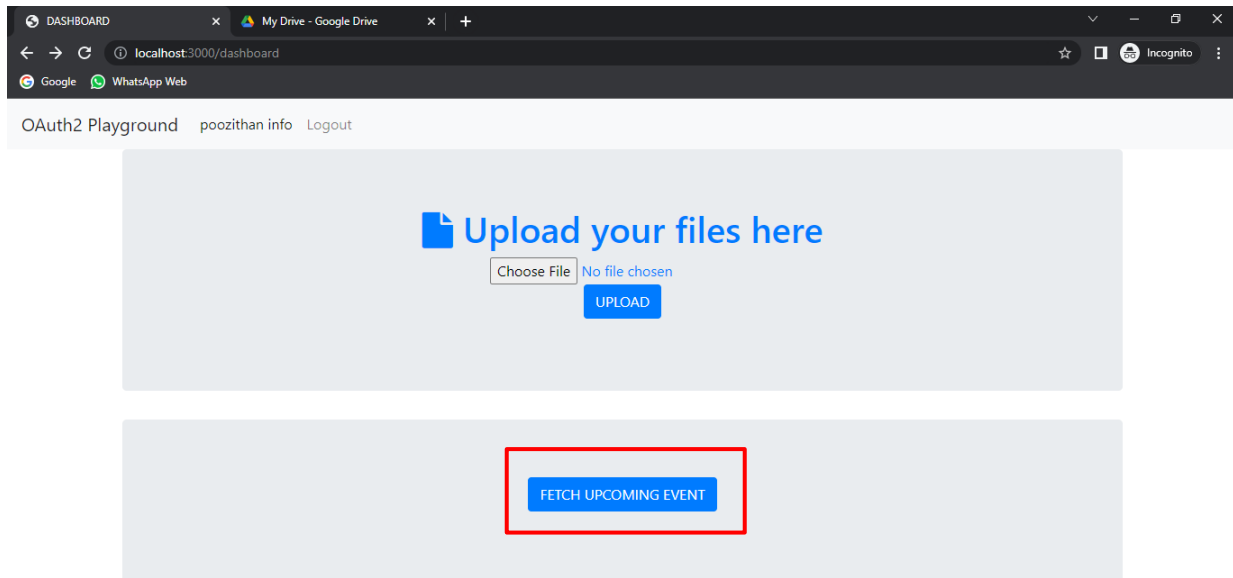 DASHBOARD
My Drive - Google Drive
localhost:3000/dashboard
Incognito
Google
WhatsApp Web
OAuth2 Playground poozithan info Logout
Upload your files here
Choose File No file chosen
UPLOAD
FETCH UPCOMING EVENT